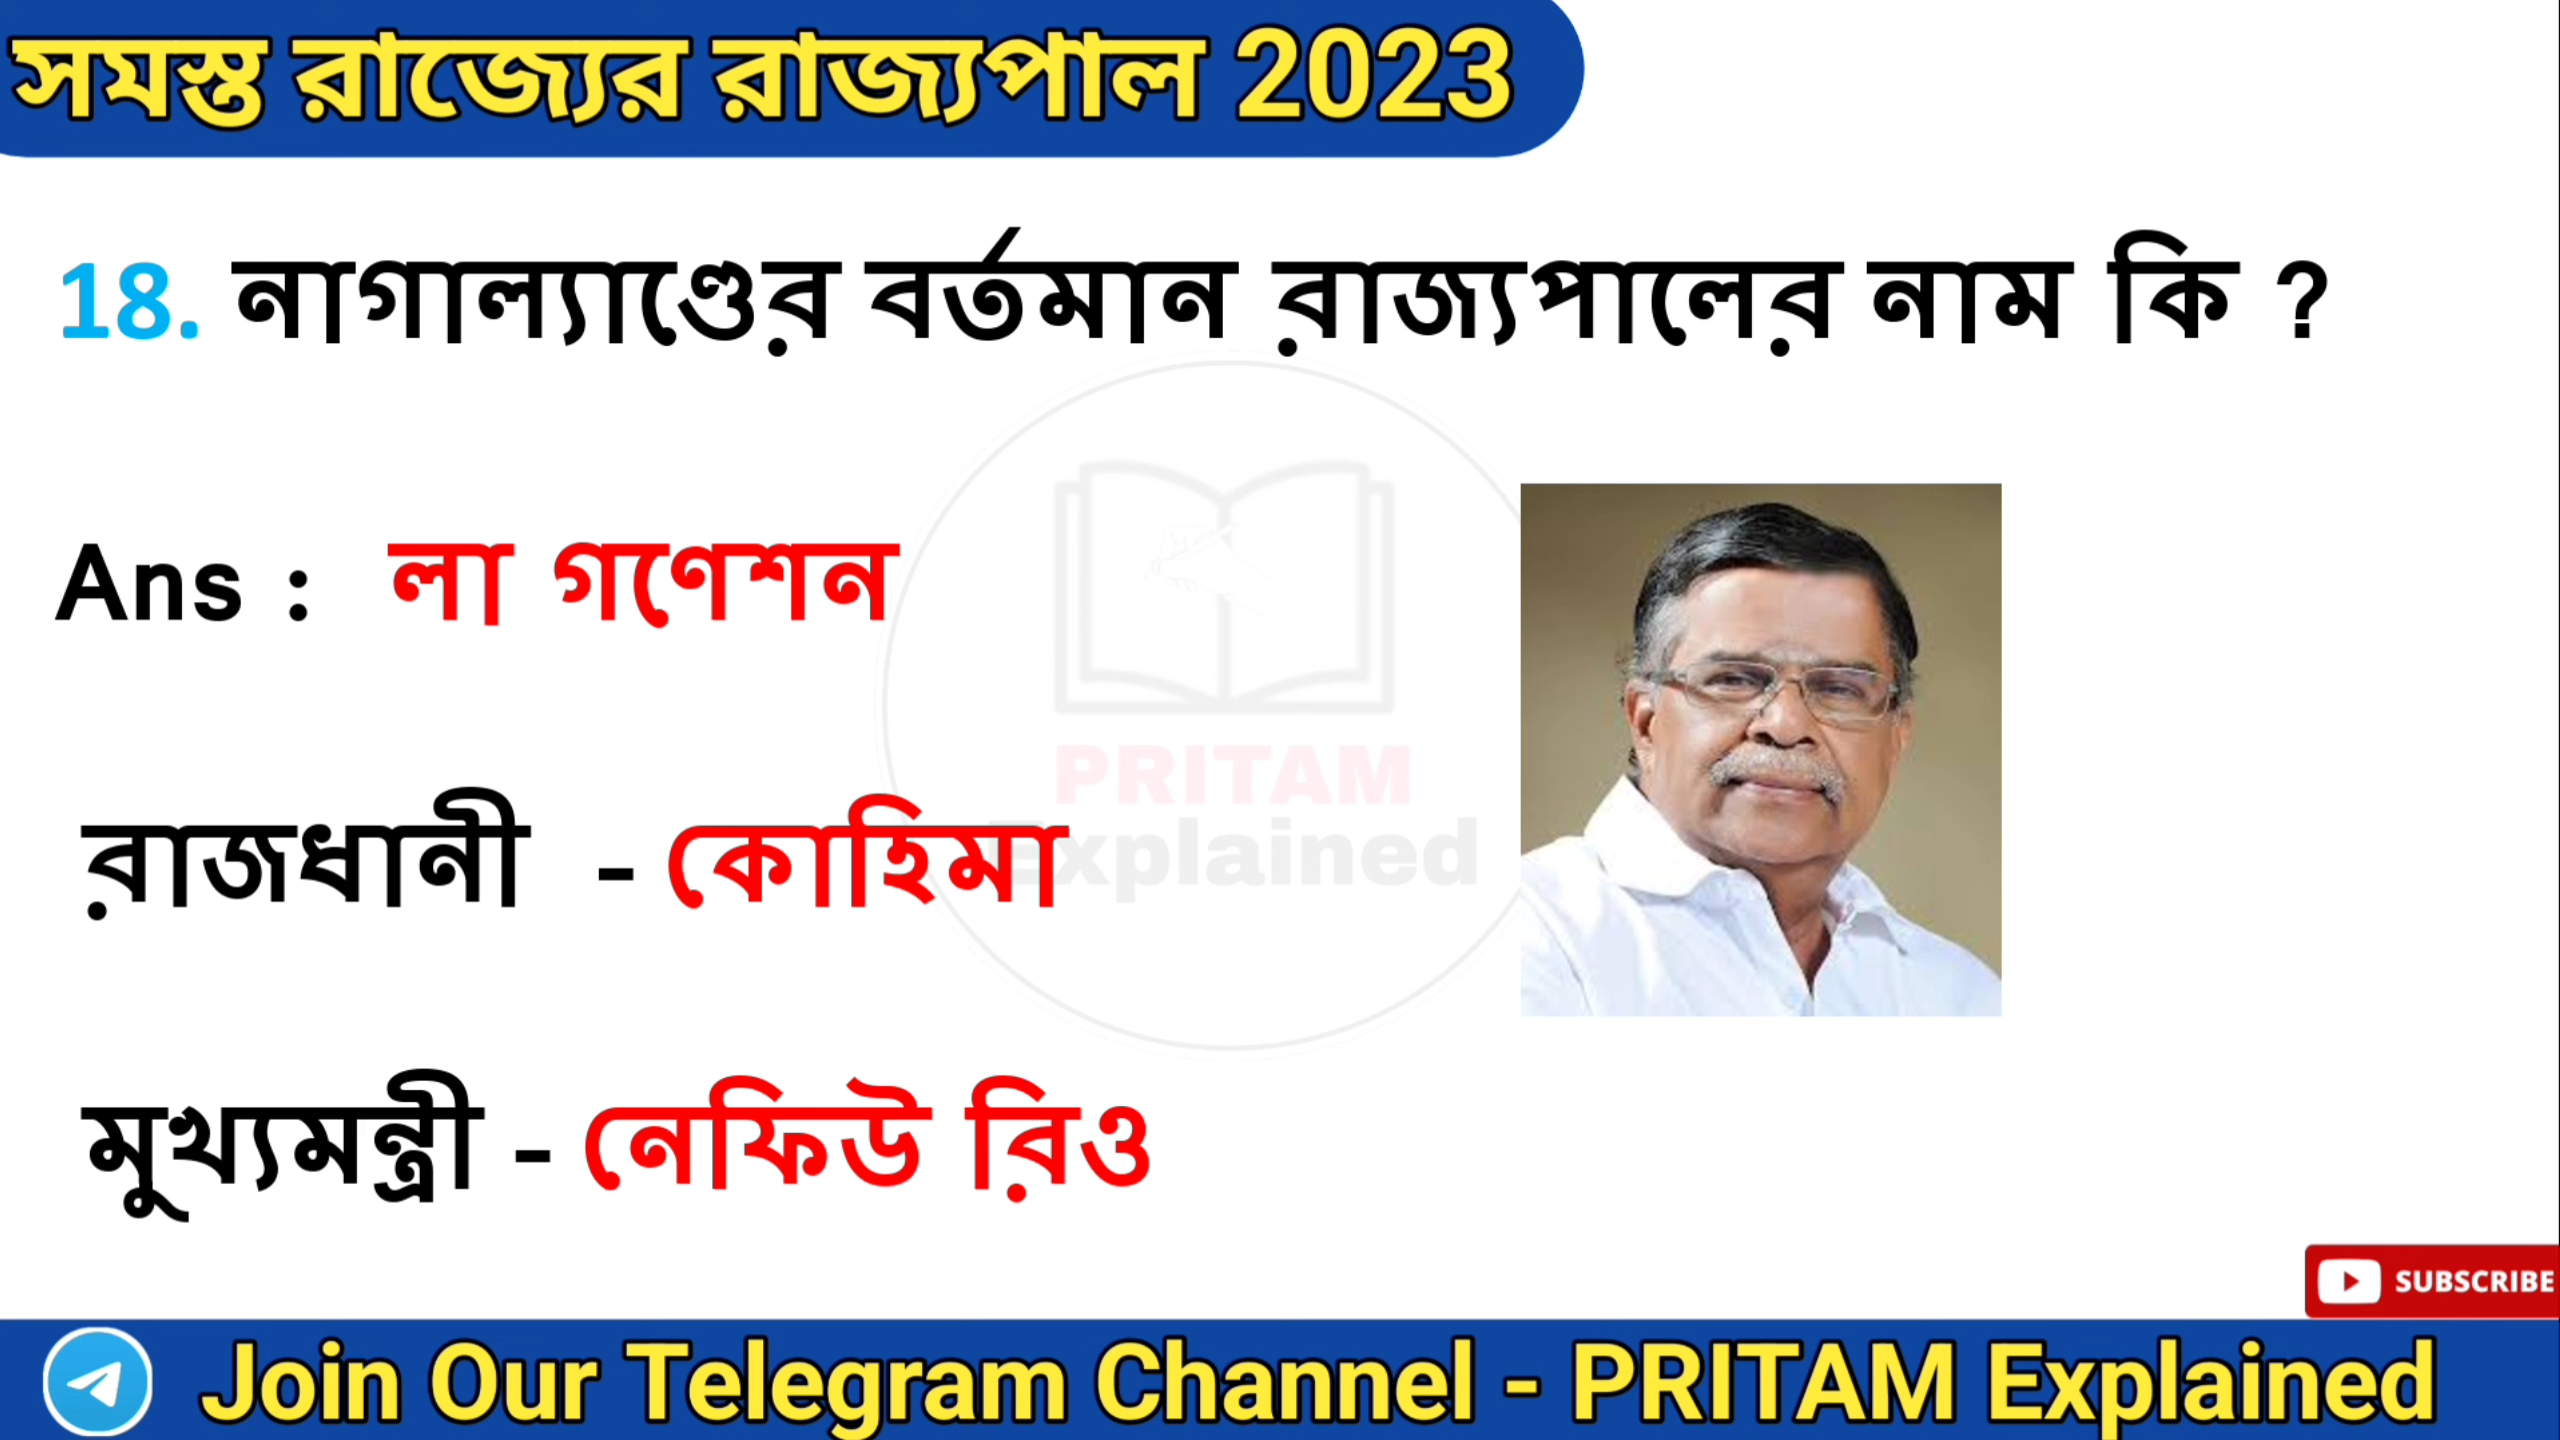 সমস্ত রাজ্যের রাজ্যপাল 2023
18. নাগাল্যাণ্ডের বর্তমান রাজ্যপালের নাম কি ?
Ans : লা গণেশন
রাজধানী - কোহিমা
মুখ্যমন্ত্রী - নেফিউ রিও
PRITAM
Explained
SUBSCRIBE
Join Our Telegram Channel - PRITAM Explained